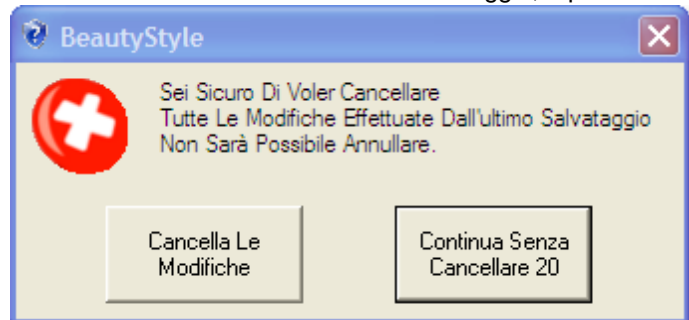 BeautyStyle
Sei Sicuro Di Voler Cancellare
Tutte Le Modifiche Effettuate Dall'ultimo Salvataggio
Non Sarà Possibile Annullare.
Cancella Le
Modifiche
Continua Senza
Cancellare 20